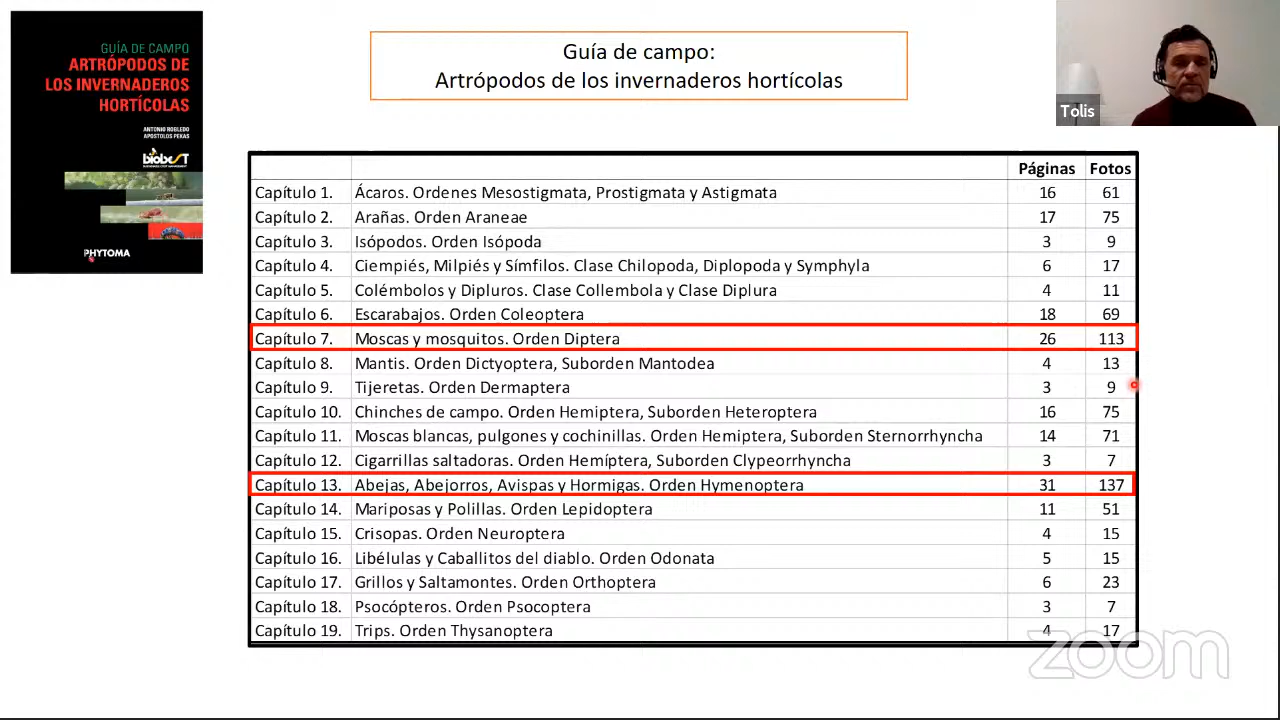 GUÍA DE CAMPO
ARTRÓPODOS DE
LOS INVERNADEROS
HORTÍCOLAS
ANTONIO ROBLEDO
APOSTOLOS PEKAS
biobesT
PHYTOMA
Guía de campo:
Artrópodos de los invernaderos hortícolas
Tolis
Páginas Fotos
Capítulo 1. Ácaros. Ordenes Mesostigmata, Prostigmata y Astigmata 16 61
Capítulo 2. Arañas. Orden Araneae 17 75
Capítulo 3. Isópodos. Orden Isópoda 3 9
Capítulo 4. Ciempiés, Milpiés y Símfilos. Clase Chilopoda, Diplopoda y Symphyla 6 17
Capítulo 5. Colémbolos y Dipluros. Clase Collembola y Clase Diplura 4 11
Capítulo 6. Escarabajos. Orden Coleoptera 18 69
Capítulo 7. Moscas y mosquitos. Orden Diptera 26 113
Capítulo 8. Mantis. Orden Dictyoptera, Suborden Mantodea 4 13
Capítulo 9. Tijeretas. Orden Dermaptera 3 9
Capítulo 10. Chinches de campo. Orden Hemiptera, Suborden Heteroptera 16 75
Capítulo 11. Moscas blancas, pulgones y cochinillas. Orden Hemiptera, Suborden Sternorrhyncha 14 71
Capítulo 12. Cigarrillas saltadoras. Orden Hemíptera, Suborden Clypeorrhyncha 3 7
Capítulo 13. Abejas, Abejorros, Avispas y Hormigas. Orden Hymenoptera 31 137
Capítulo 14. Mariposas y Polillas. Orden Lepidoptera 11 51
Capítulo 15. Crisopas. Orden Neuroptera 4 15
Capítulo 16. Libélulas y Caballitos del diablo. Orden Odonata 5 15
Capítulo 17. Grillos y Saltamontes. Orden Orthoptera 6 23
Capítulo 18. Psocópteros. Orden Psocoptera 3 7
Capítulo 19. Trips. Orden Thysanoptera 4 17
zoom